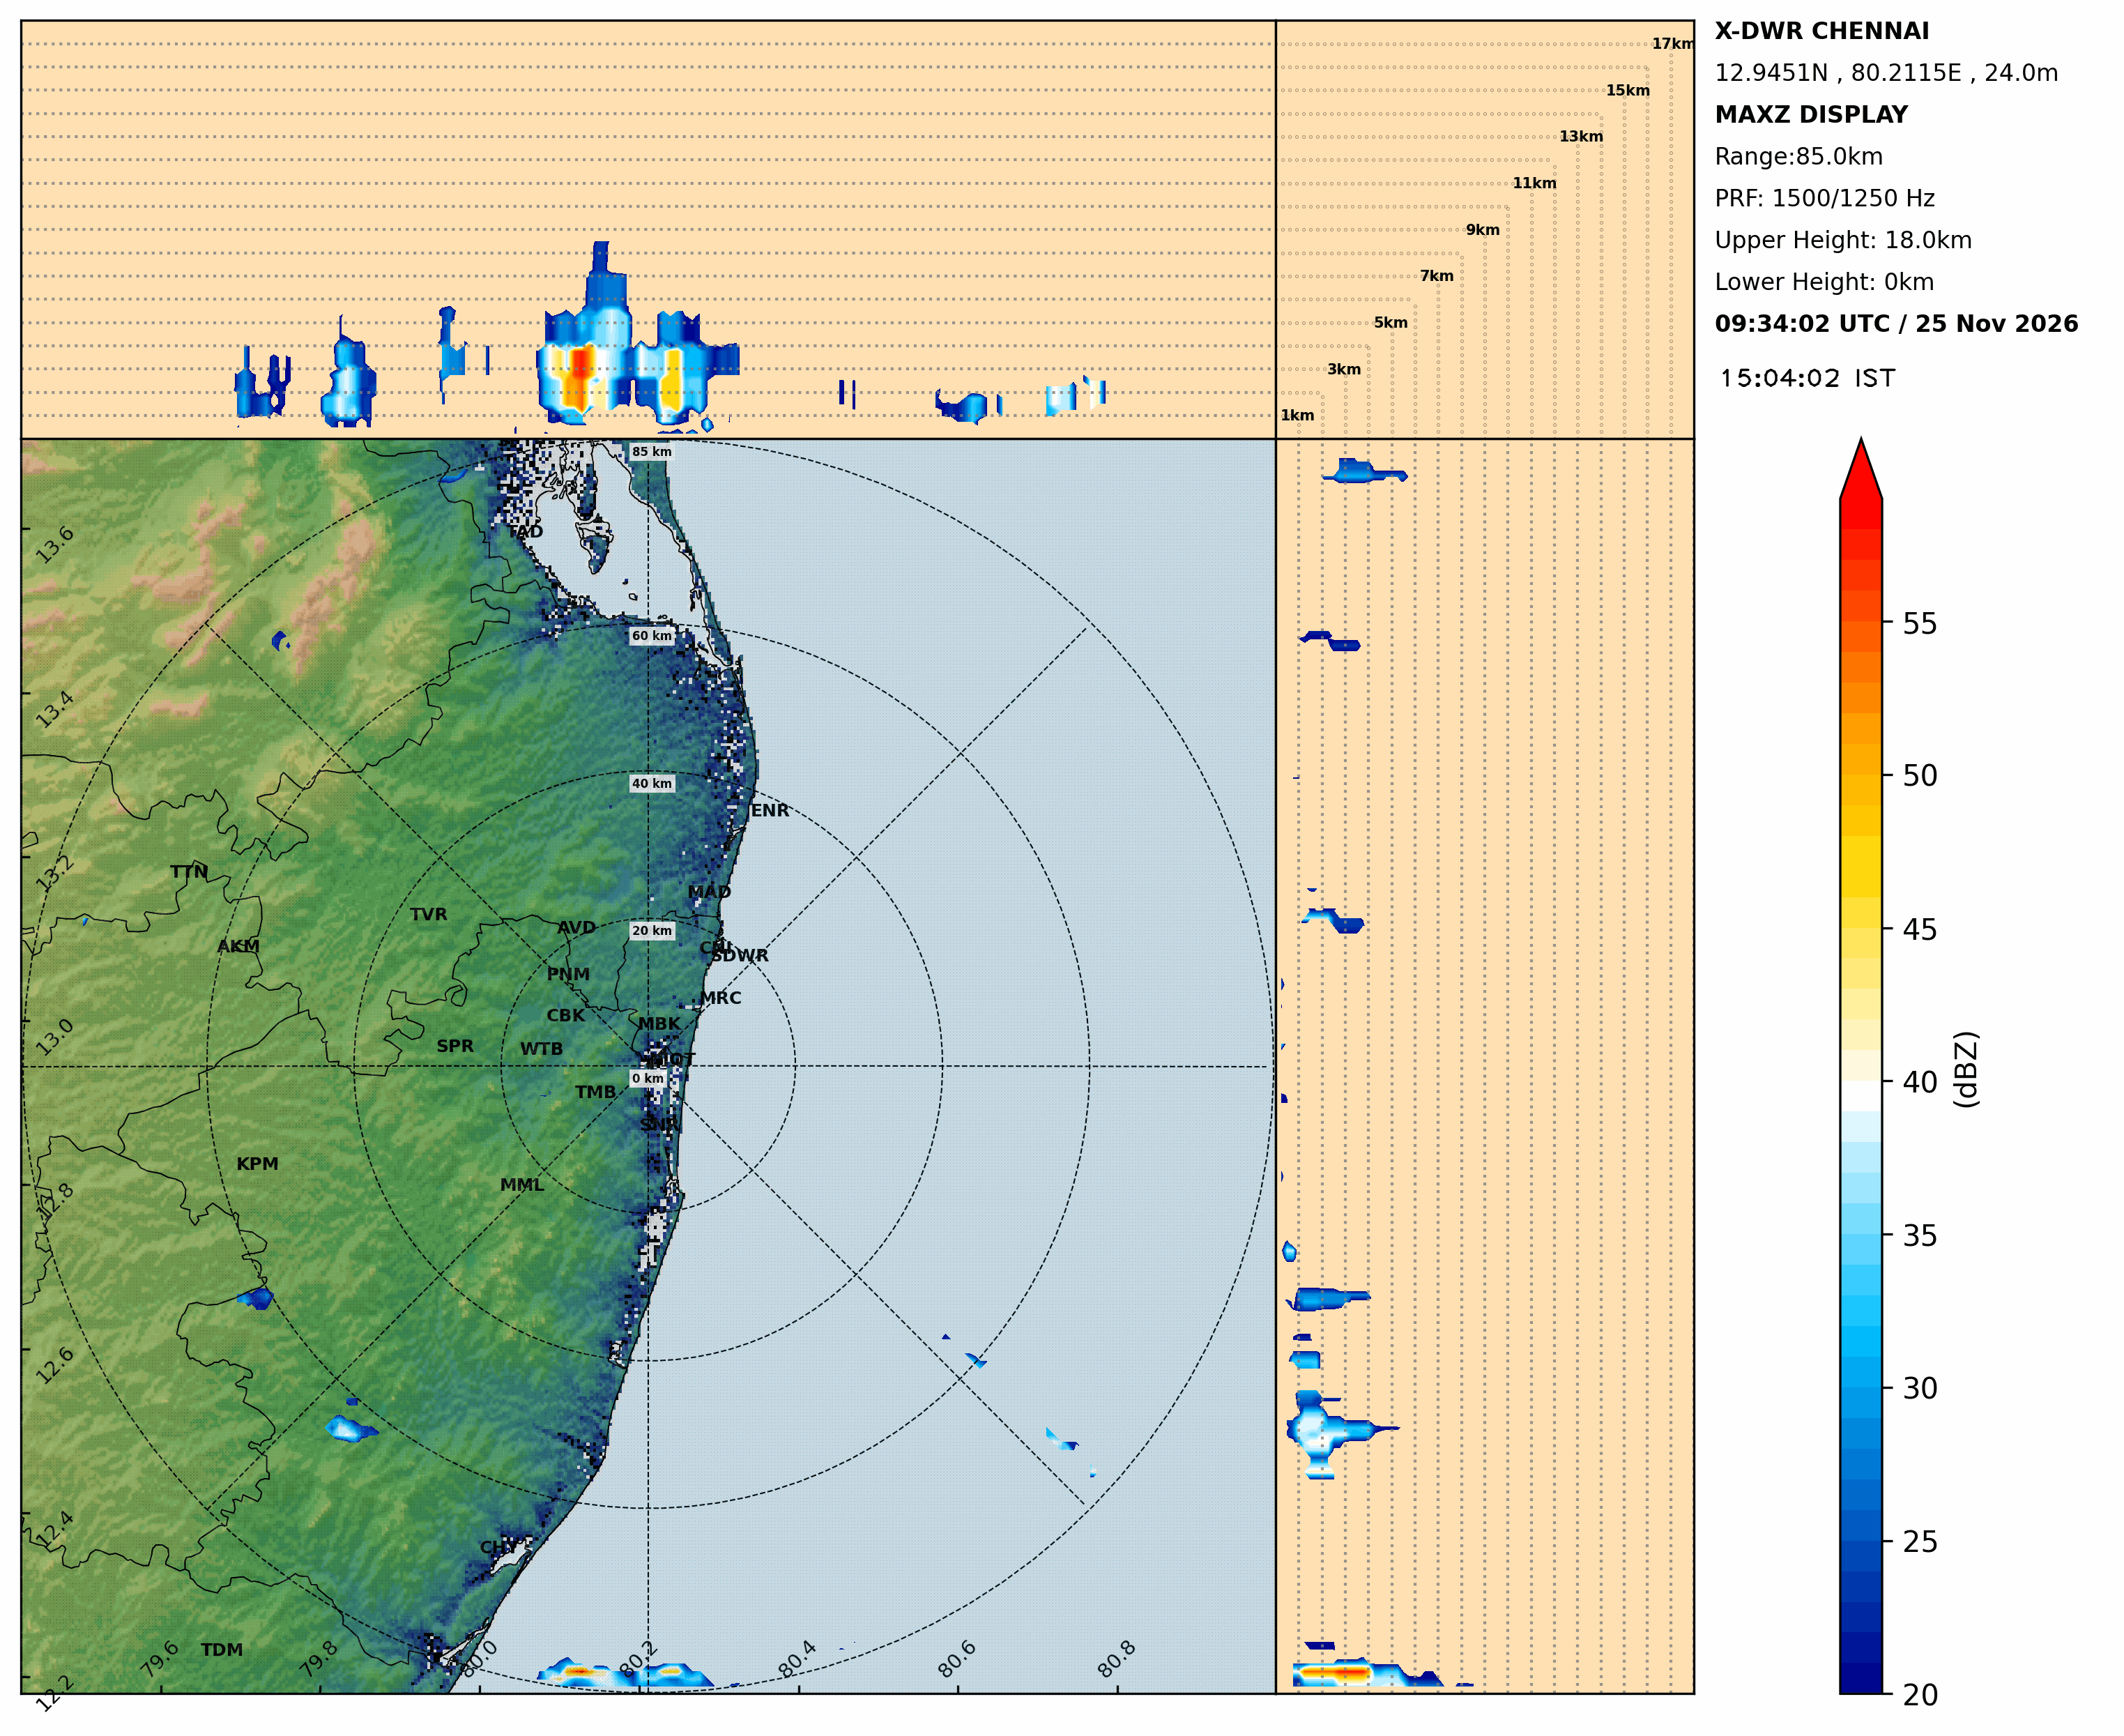 X-DWR CHENNAI
12.9451N , 80.2115E , 24.0m
MAXZ DISPLAY
Range:85.0km
PRF: 1500/1250 Hz
Upper Height: 18.0km
Lower Height: 0km
09:34:02 UTC / 25 Nov 2026
15:04:02 IST
17km
15km
13km
11km
9km
7km
5km
3km
1km
85 km
60 km
40 km
20 km
0 km
TAD
ENR
MAD
TTN
TVR
AVD
AKM
SDWR
PNM
MRC
CBK
MBK
SPR
WTB
TMB
SNR
KPM
MML
CHY
TDM
13.6
13.4
13.2
13.0
12.8
12.6
12.4
12.2
79.6
79.8
80.0
80.2
80.4
80.6
80.8
55
50
45
40
35
30
25
20
(dBZ)